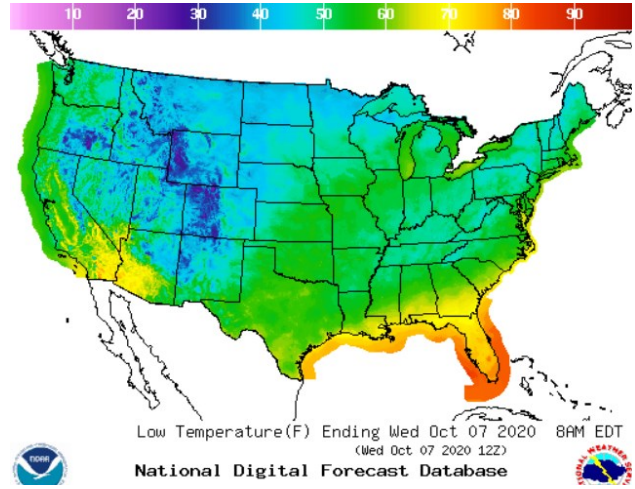 10 20 30 40 50 60 70 80 90
Low Temperature(F) Ending Wed Oct 07 2020 8AM EDT
(Wed Oct 07 2020 12Z)
National Digital Forecast Database
NOAA